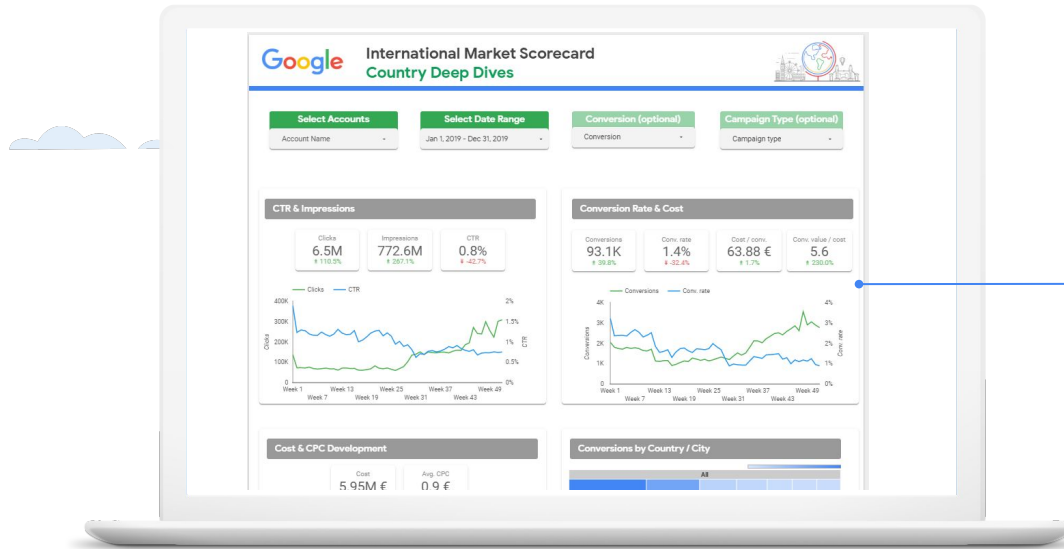 Google
International Market Scorecard
Country Deep Dives
Select Accounts
Account Name
Select Date Range
Jan 1, 2019 - Dec 31, 2019
Conversion (optional)
Conversion
Campaign Type (optional)
Campaign type
CTR & Impressions
Clicks
6.5M
110.5%
Impressions
772.6M
CTR
0.8%
-42.7%
Clicks
CTR
400K
300K
200K
100K
0
Clicks
2%
1.5%
1%
0.5%
0%
CTR
Week 1
Week 13
Week 25
Week 37
Week 49
Week 7
Week 19
Week 31
Week 43
Conversion Rate & Cost
Conversions
93.1K
39.8%
Conv. rate
1.4%
-32.4%
Cost / conv.
63.88 €
1.7%
Conv. value / cost
5.6
230.0%
Conversions
Conv. rate
4K
3K
2K
1K
0
Conversions
4%
3%
2%
1%
0%
Conv. rate
Week 1
Week 13
Week 25
Week 37
Week 49
Week 7
Week 19
Week 31
Week 43
Cost & CPC Development
Cost
5.95M €
Avg. CPC
0.9 €
Conversions by Country / City
All